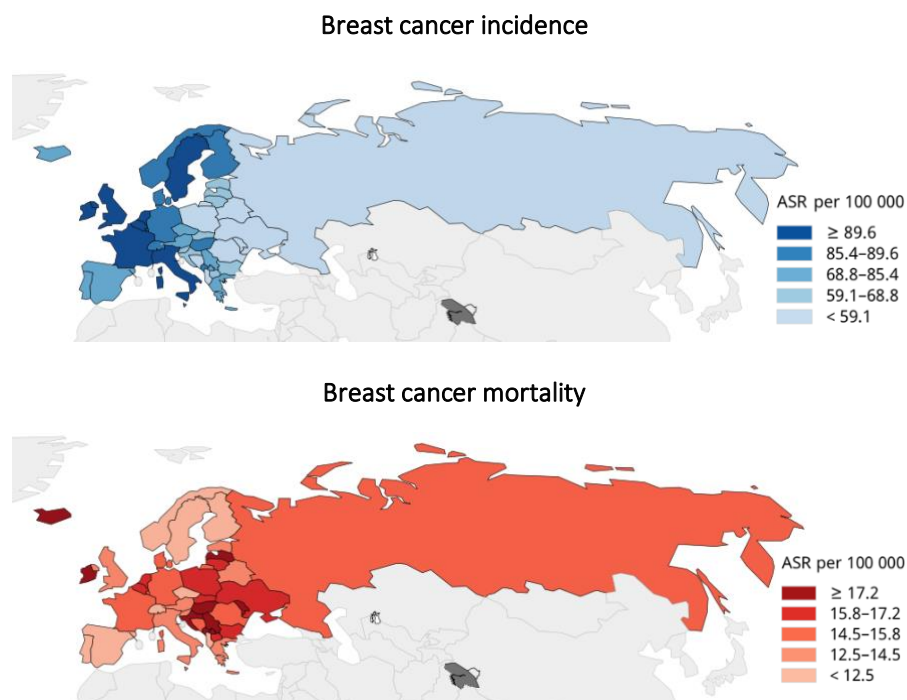 Breast cancer incidence
ASR per 100 000
≥ 89.6
85.4–89.6
68.8–85.4
59.1–68.8
< 59.1
Breast cancer mortality
ASR per 100 000
≥ 17.2
15.8–17.2
14.5–15.8
12.5–14.5
< 12.5